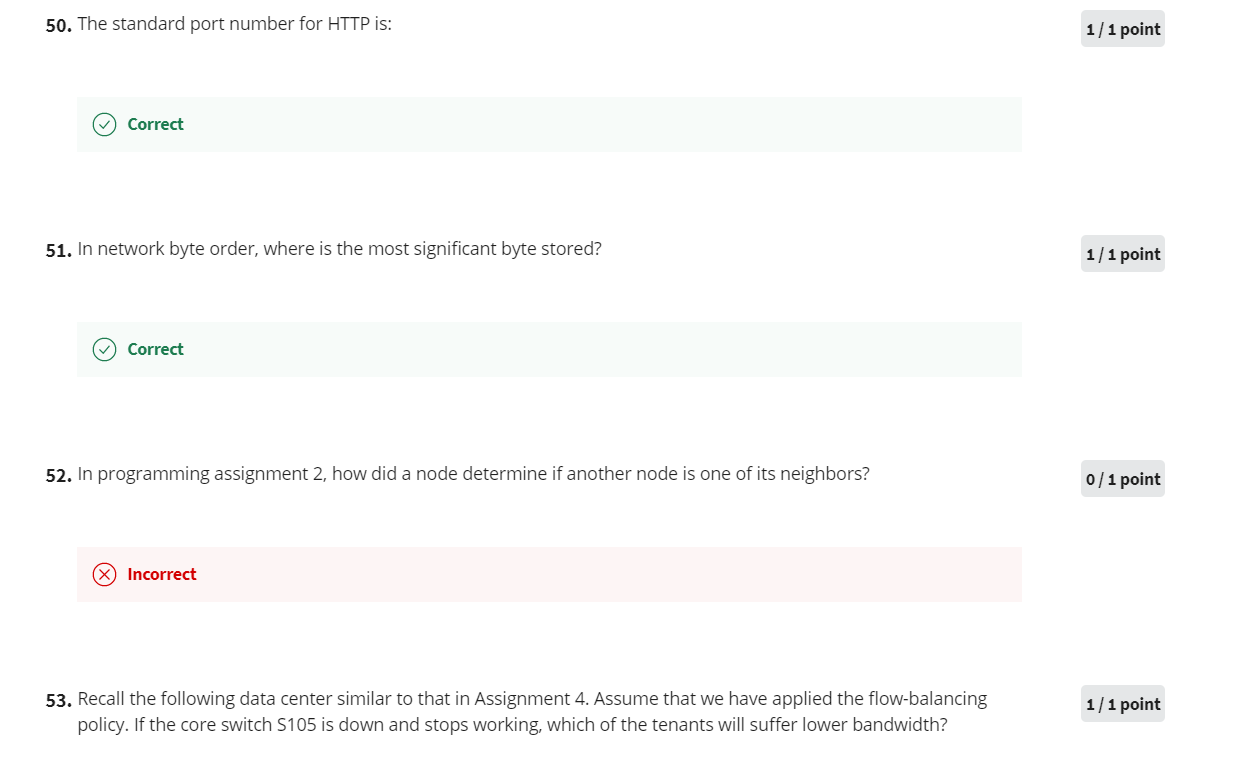 50. The standard port number for HTTP is:
1 / 1 point
Correct
51. In network byte order, where is the most significant byte stored?
1 / 1 point
Correct
52. In programming assignment 2, how did a node determine if another node is one of its neighbors?
0 / 1 point
Incorrect
53. Recall the following data center similar to that in Assignment 4. Assume that we have applied the flow-balancing
1 / 1 point
policy. If the core switch S105 is down and stops working, which of the tenants will suffer lower bandwidth?